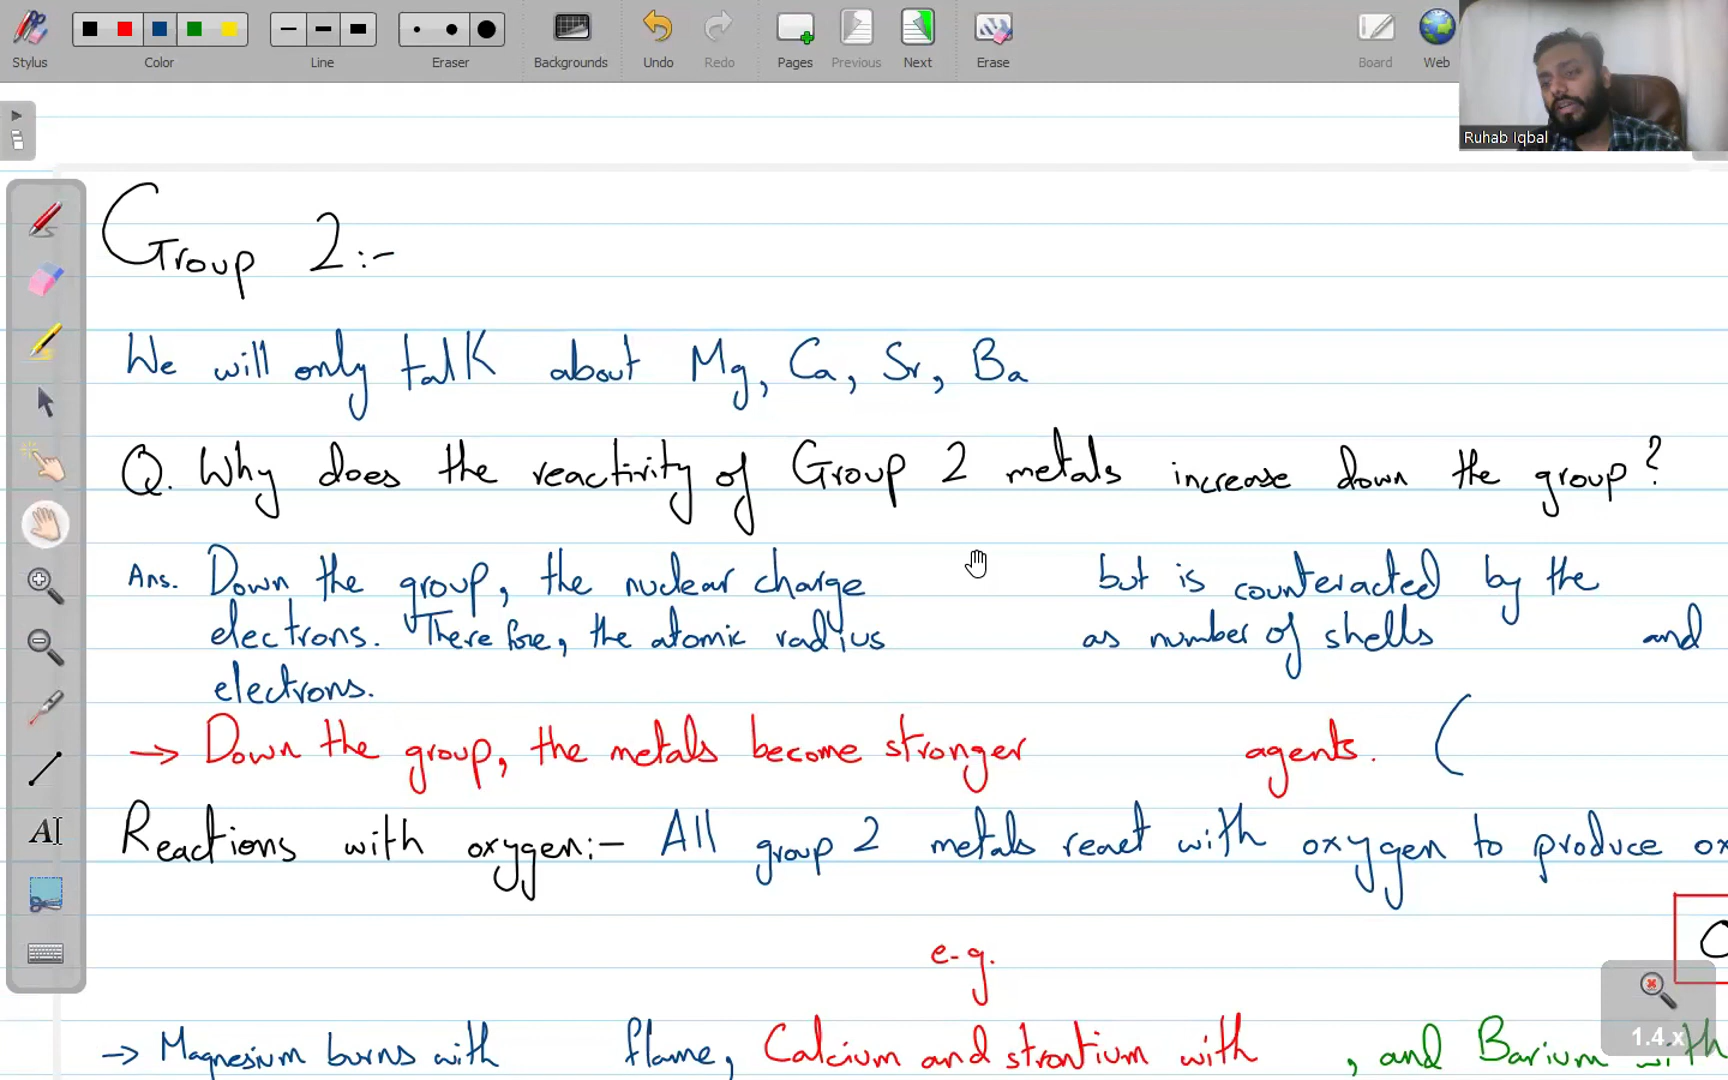 Stylus Color Line Eraser Backgrounds Undo Redo Pages Previous Next Erase Board Web
Ruhab Iqbal
Group 2:-
We will only talk about Mg, Ca, Sr, Ba
Q. Why does the reactivity of Group 2 metals increase down the group?
Ans. Down the group, the nuclear charge but is counteracted by the
electrons. Therefore, the atomic radius as number of shells and
electrons.
→ Down the group, the metals become stronger agents. (
Reactions with oxygen:- All group 2 metals react with oxygen to produce ox
e.g.
→ Magnesium burns with flame, Calcium and strontium with , and Barium with
1.4 x